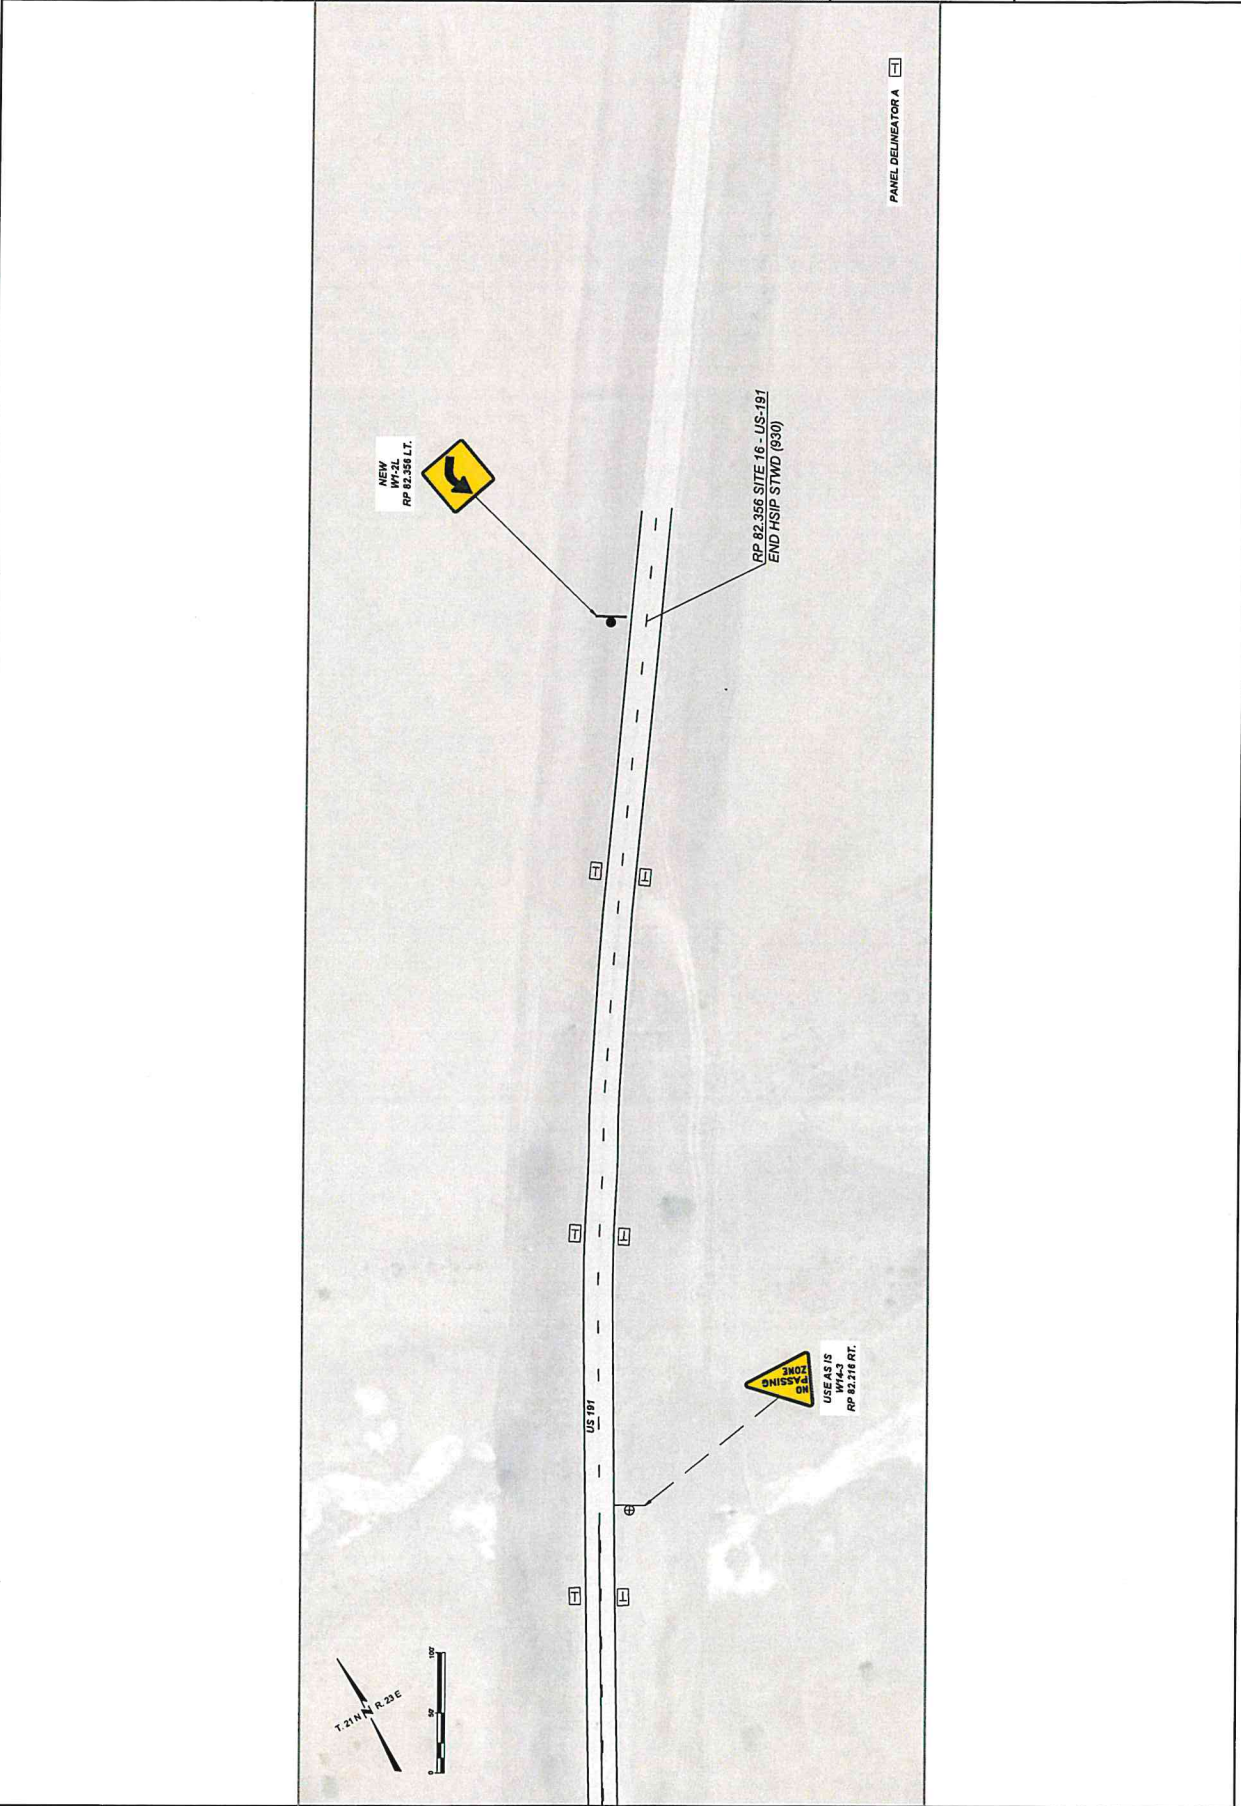 PANEL DELINEATOR A
NEW
W1-2L
RP 82.356 LT.
RP 82.356 SITE 16 - US-191
END HSIP STWD (930)
US 191
NO
PASSING
ZONE
USE AS IS
W14-3
RP 82.216 RT.
T. 21 N
N
R. 23 E
0
50'
100'